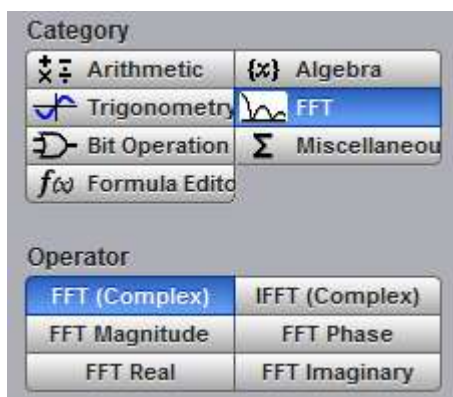 Category
Arithmetic {x} Algebra
Trigonometry FFT
Bit Operation Σ Miscellaneou
f(x) Formula Edito
Operator
FFT (Complex) IFFT (Complex)
FFT Magnitude FFT Phase
FFT Real FFT Imaginary